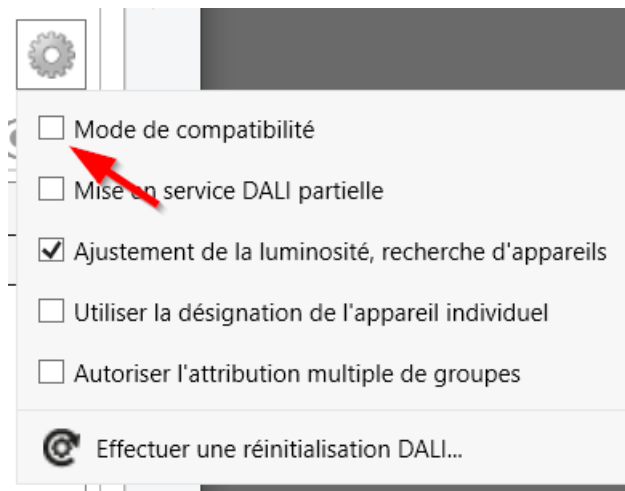 Mode de compatibilité
Mise en service DALI partielle
Ajustement de la luminosité, recherche d'appareils
Utiliser la désignation de l'appareil individuel
Autoriser l'attribution multiple de groupes
Effectuer une réinitialisation DALI...